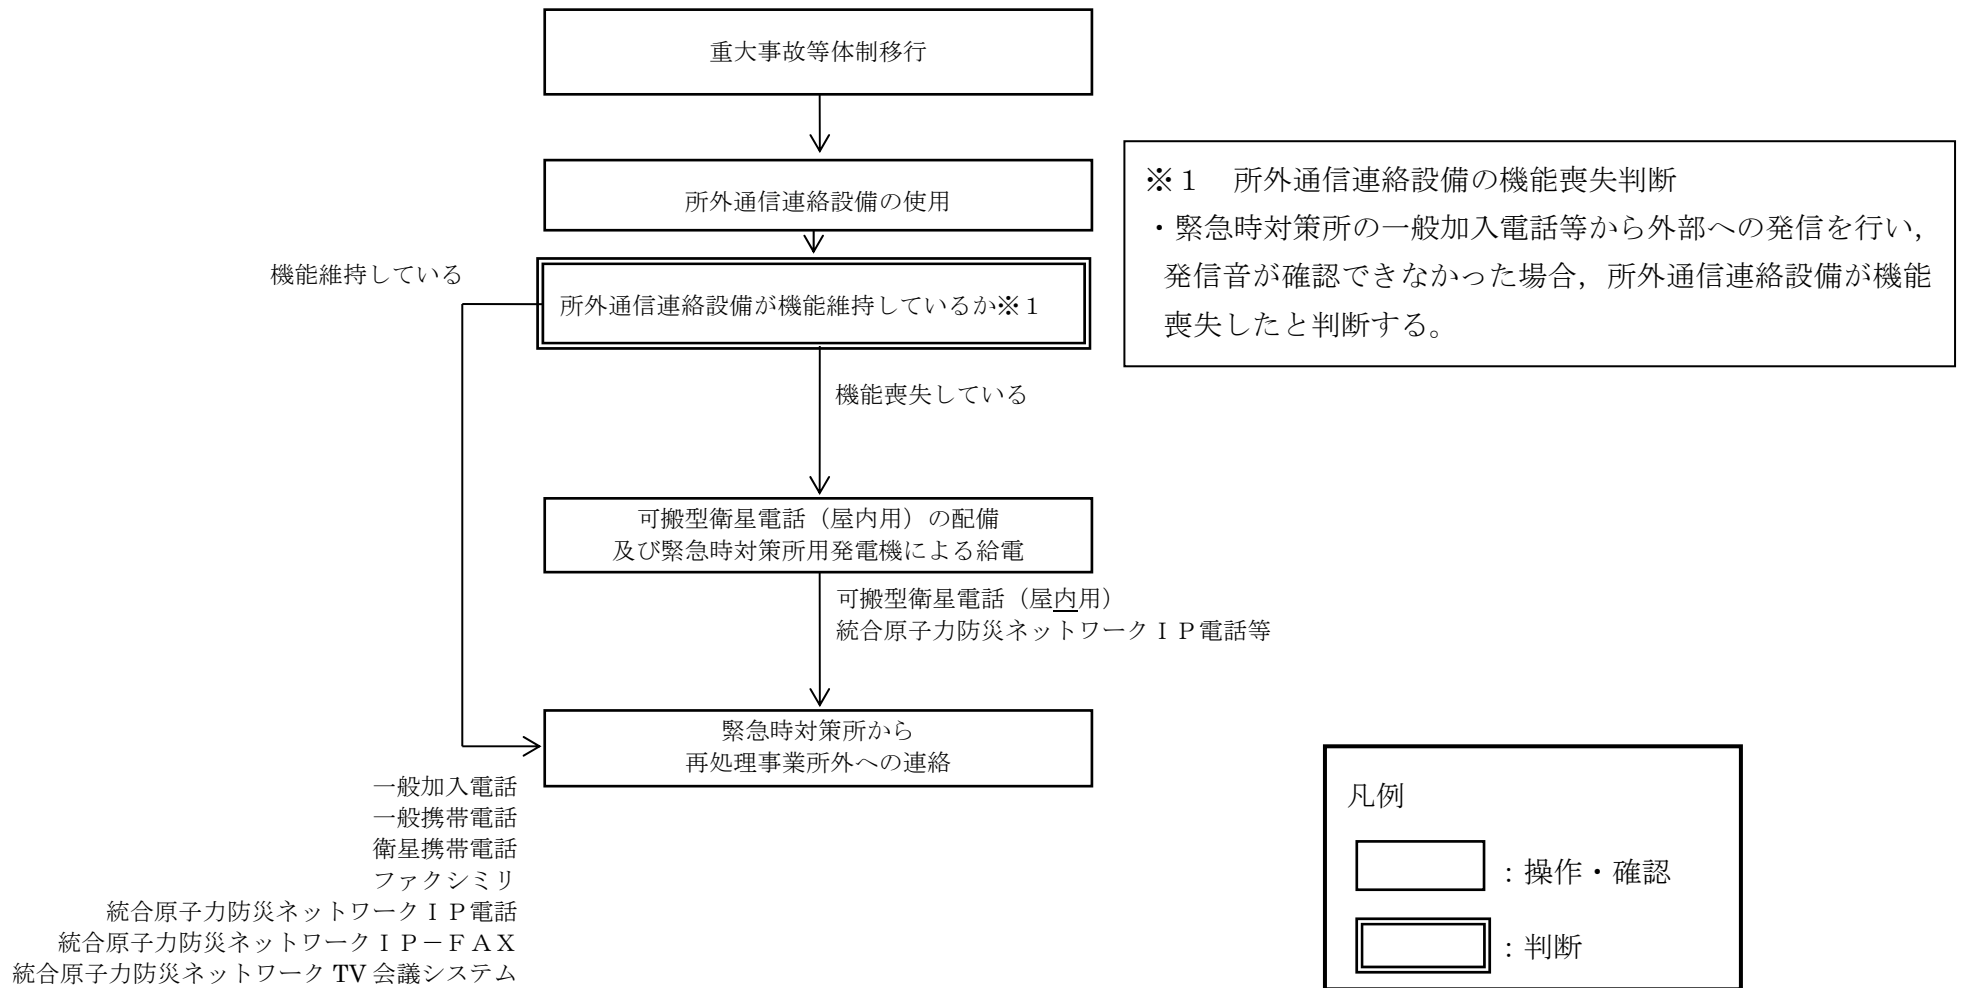 重大事故等体制移行
所外通信連絡設備の使用
機能維持している
所外通信連絡設備が機能維持しているか※１
※１　所外通信連絡設備の機能喪失判断
・緊急時対策所の一般加入電話等から外部への発信を行い，
発信音が確認できなかった場合，所外通信連絡設備が機能
喪失したと判断する。
機能喪失している
可搬型衛星電話（屋内用）の配備
及び緊急時対策所用発電機による給電
可搬型衛星電話（屋内用）
統合原子力防災ネットワークＩＰ電話等
緊急時対策所から
再処理事業所外への連絡
一般加入電話
一般携帯電話
衛星携帯電話
ファクシミリ
統合原子力防災ネットワークＩＰ電話
統合原子力防災ネットワークＩＰ－ＦＡＸ
統合原子力防災ネットワーク TV 会議システム
凡例
：操作・確認
：判断